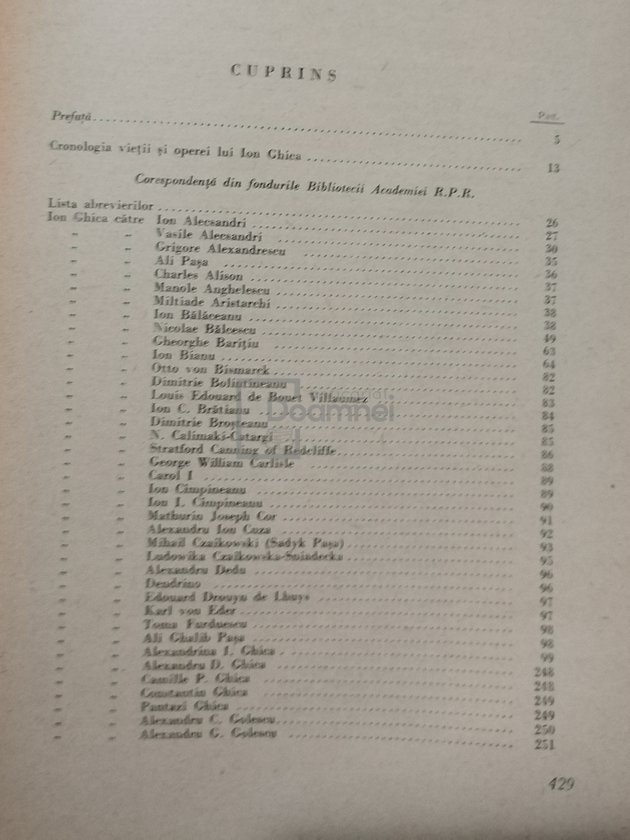 CUPRINS
Pag.
Prefață 5
Cronologia vieții și operei lui Ion Ghica 13
Corespondență din fondurile Bibliotecii Academiei R.P.R.
Lista abrevierilor 26
Ion Ghica către Ion Alecsandri 27
„ „ Vasile Alecsandri 30
„ „ Grigore Alexandrescu 35
„ „ Ali Pașa 36
„ „ Charles Alison 37
„ „ Manole Anghelescu 37
„ „ Miltiade Aristarchi 38
„ „ Ion Bălăceanu 38
„ „ Nicolae Bălcescu 49
„ „ Gheorghe Barițiu 63
„ „ Ion Bianu 64
„ „ Otto von Bismarek 82
„ „ Dimitrie Bolintineanu 82
„ „ Louis Edouard de Bouet Villaumez 83
„ „ Ion C. Brătianu 84
„ „ Dimitrie Broșteanu 85
„ „ N. Calimaki-Catargi 85
„ „ Stratford Canning of Redcliffe 86
„ „ George William Carlisle 88
„ „ Carol I 89
„ „ Ion Cîmpineanu 89
„ „ Ion I. Cîmpineanu 90
„ „ Mathurin Joseph Cor 91
„ „ Alexandru Ion Cuza 92
„ „ Mihail Czaikowski (Sadyk Pașa) 93
„ „ Ludowika Czaikowska-Sniadecka 95
„ „ Alexandru Dedu 96
„ „ Dendrino 96
„ „ Edouard Drouyn de Lhuys 97
„ „ Karl von Eder 97
„ „ Toma Furduescu 98
„ „ Ali Ghalib Pașa 98
„ „ Alexandrina I. Ghica 99
„ „ Alexandru D. Ghica 248
„ „ Camille P. Ghica 248
„ „ Constantin Ghica 249
„ „ Pantazi Ghica 249
„ „ Alexandru C. Golescu 250
„ „ Alexandru G. Golescu 251
429
Doamnei